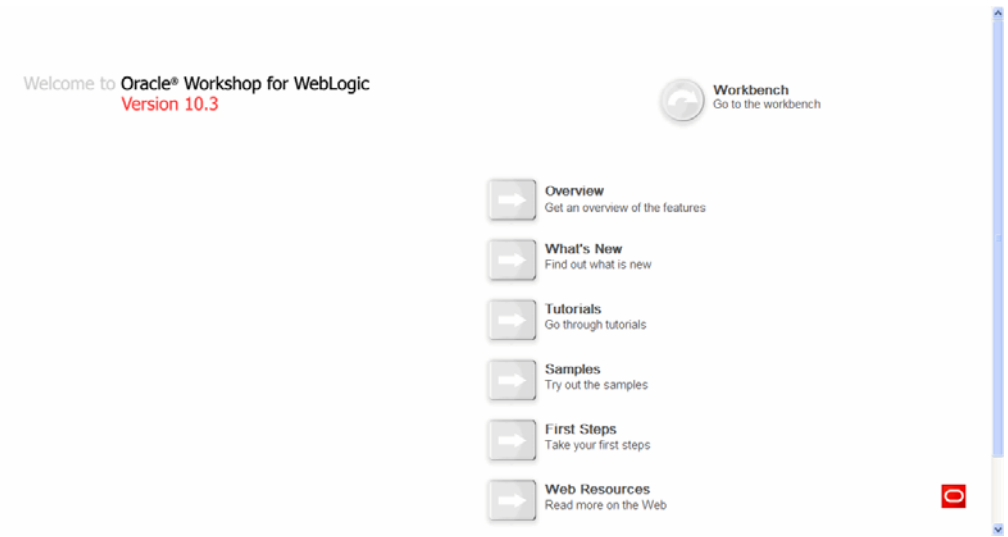 Welcome to Oracle® Workshop for WebLogic
Version 10.3
Workbench
Go to the workbench
Overview
Get an overview of the features
What's New
Find out what is new
Tutorials
Go through tutorials
Samples
Try out the samples
First Steps
Take your first steps
Web Resources
Read more on the Web